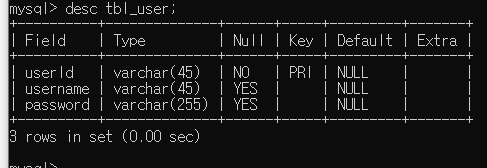 mysql> desc tbl_user;
+----------+--------------+------+-----+---------+-------+
| Field    | Type         | Null | Key | Default | Extra |
+----------+--------------+------+-----+---------+-------+
| userId   | varchar(45)  | NO   | PRI | NULL    |       |
| username | varchar(45)  | YES  |     | NULL    |       |
| password | varchar(255) | YES  |     | NULL    |       |
+----------+--------------+------+-----+---------+-------+
3 rows in set (0.00 sec)
mysql>